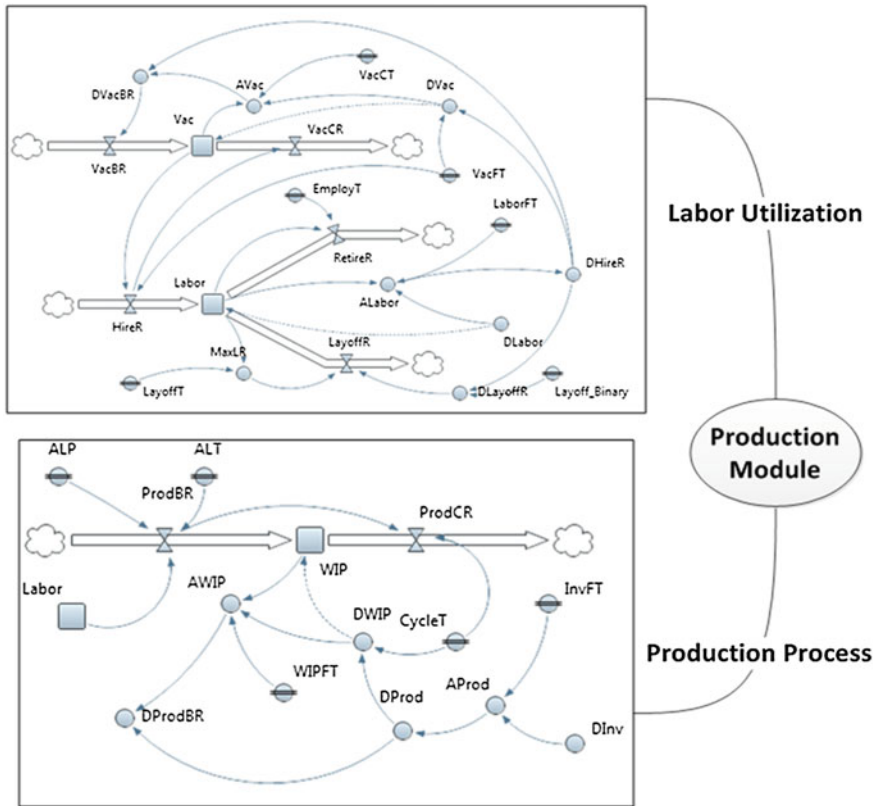 DVacBR
AVac
VacCT
DVac
Vac
VacCR
VacBR
VacFT
EmployT
LaborFT
RetireR
DHireR
Labor
ALabor
HireR
DLabor
MaxLR
LayoffR
LayoffT
DLayoffR
Layoff_Binary
Labor Utilization
Production
Module
ALP
ALT
ProdBR
ProdCR
WIP
Labor
AWIP
DWIP
CycleT
InvFT
WIPFT
DProd
AProd
DProdBR
DInv
Production Process